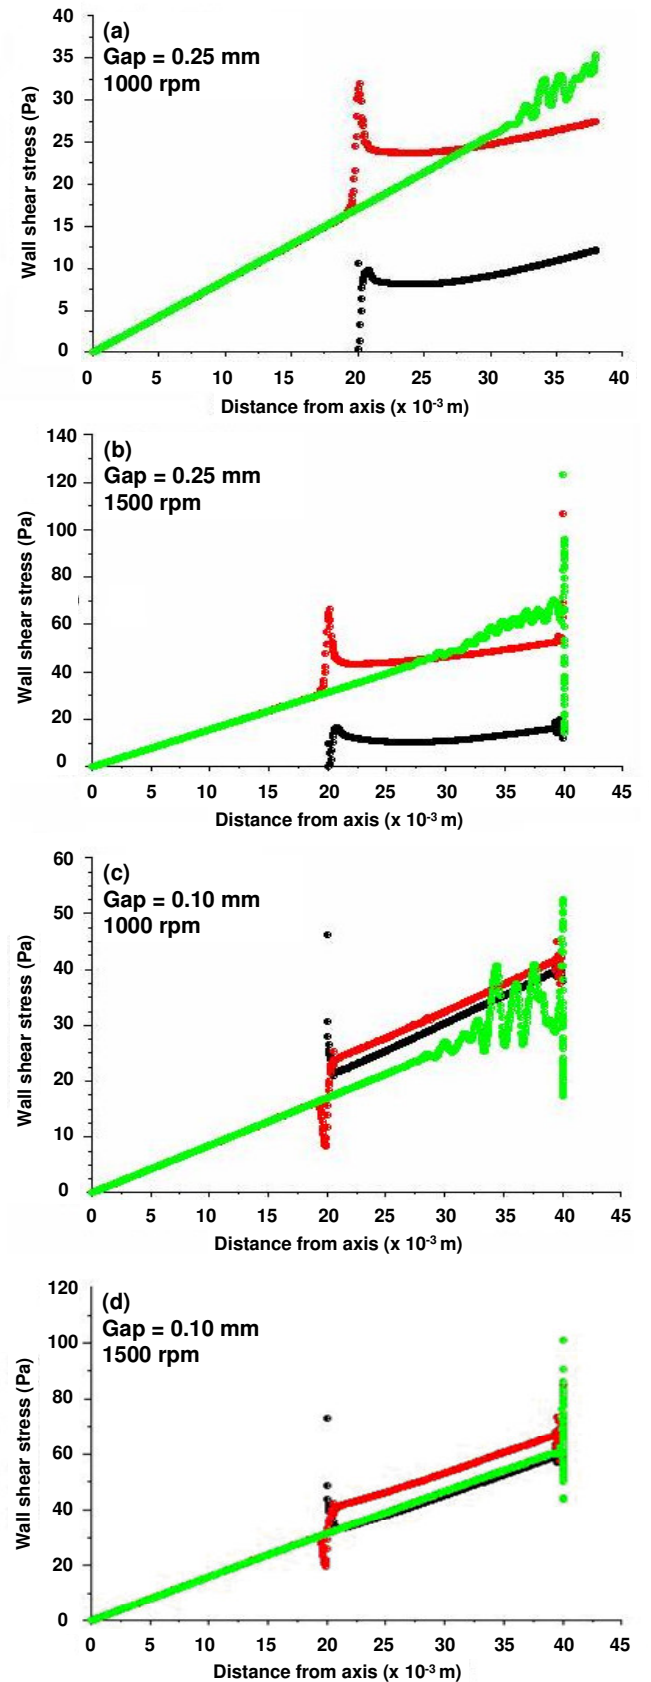 (a)
Gap = 0.25 mm
1000 rpm
Wall shear stress (Pa)
40
35
30
25
20
15
10
5
0
0 5 10 15 20 25 30 35 40
Distance from axis (x 10⁻³ m)
(b)
Gap = 0.25 mm
1500 rpm
Wall shear stress (Pa)
140
120
100
80
60
40
20
0
0 5 10 15 20 25 30 35 40 45
Distance from axis (x 10⁻³ m)
(c)
Gap = 0.10 mm
1000 rpm
Wall shear stress (Pa)
60
50
40
30
20
10
0
0 5 10 15 20 25 30 35 40 45
Distance from axis (x 10⁻³ m)
(d)
Gap = 0.10 mm
1500 rpm
Wall shear stress (Pa)
120
100
80
60
40
20
0
0 5 10 15 20 25 30 35 40 45
Distance from axis (x 10⁻³ m)